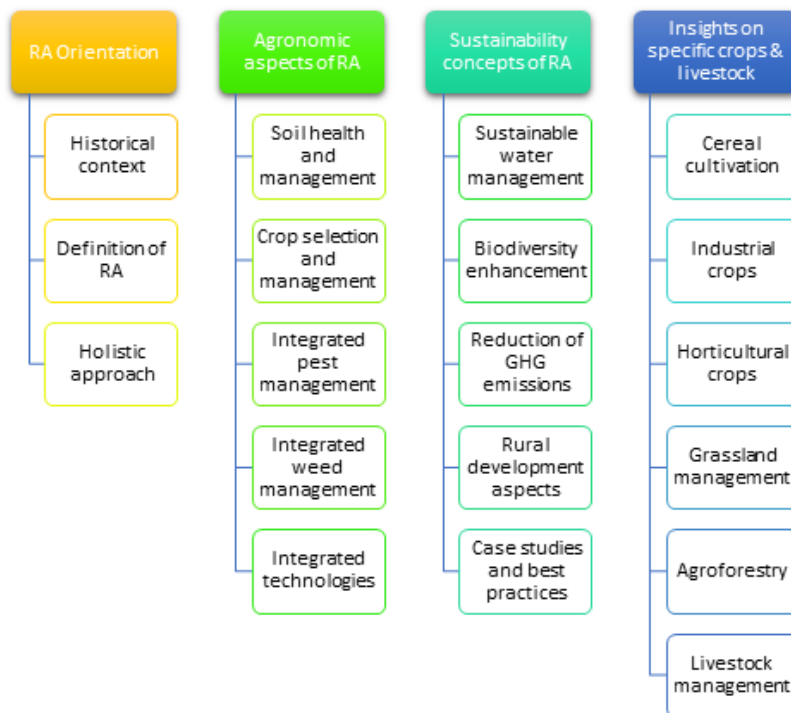 RA Orientation
Historical
context
Definition of
RA
Holistic
approach
Agronomic
aspects of RA
Soil health
and
management
Crop selection
and
management
Integrated
pest
management
Integrated
weed
management
Integrated
technologies
Sustainability
concepts of RA
Sustainable
water
management
Biodiversity
enhancement
Reduction of
GHG
emissions
Rural
development
aspects
Case studies
and best
practices
Insights on
specific crops &
livestock
Cereal
cultivation
Industrial
crops
Horticultural
crops
Grassland
management
Agroforestry
Livestock
management